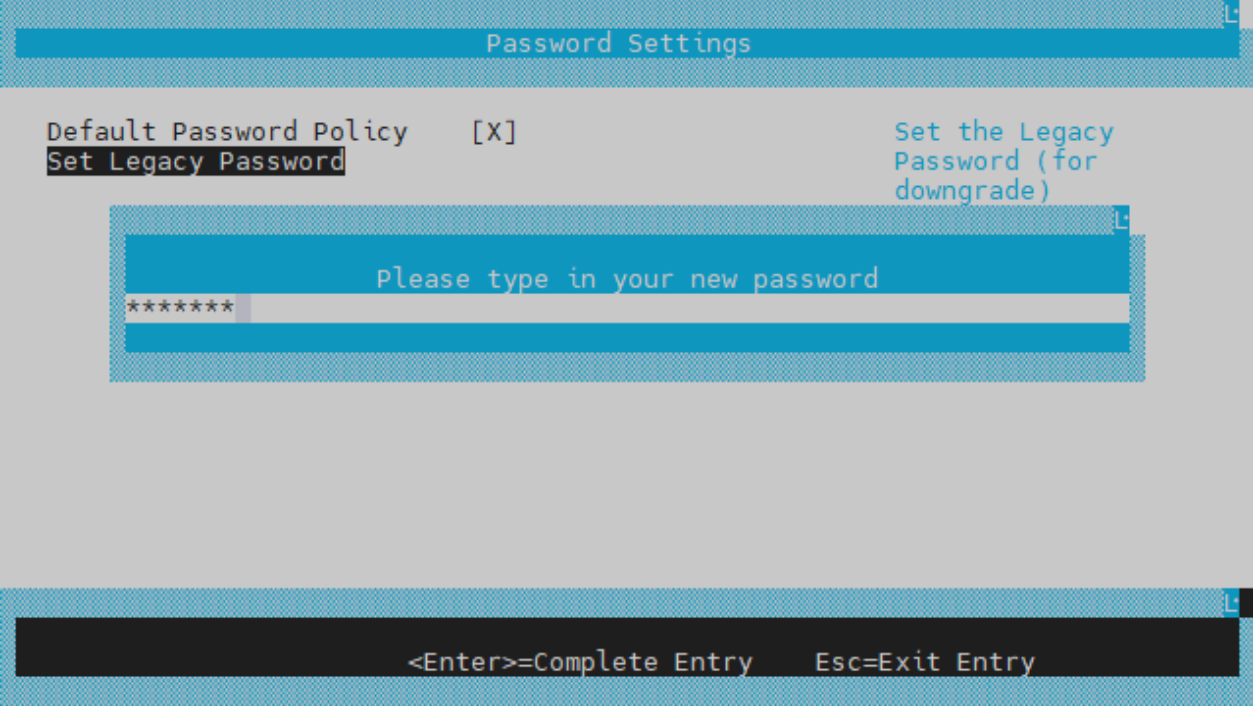 Password Settings
Default Password Policy [X]
Set Legacy Password
Set the Legacy
Password (for
downgrade)
Please type in your new password
*******
<Enter>=Complete Entry Esc=Exit Entry